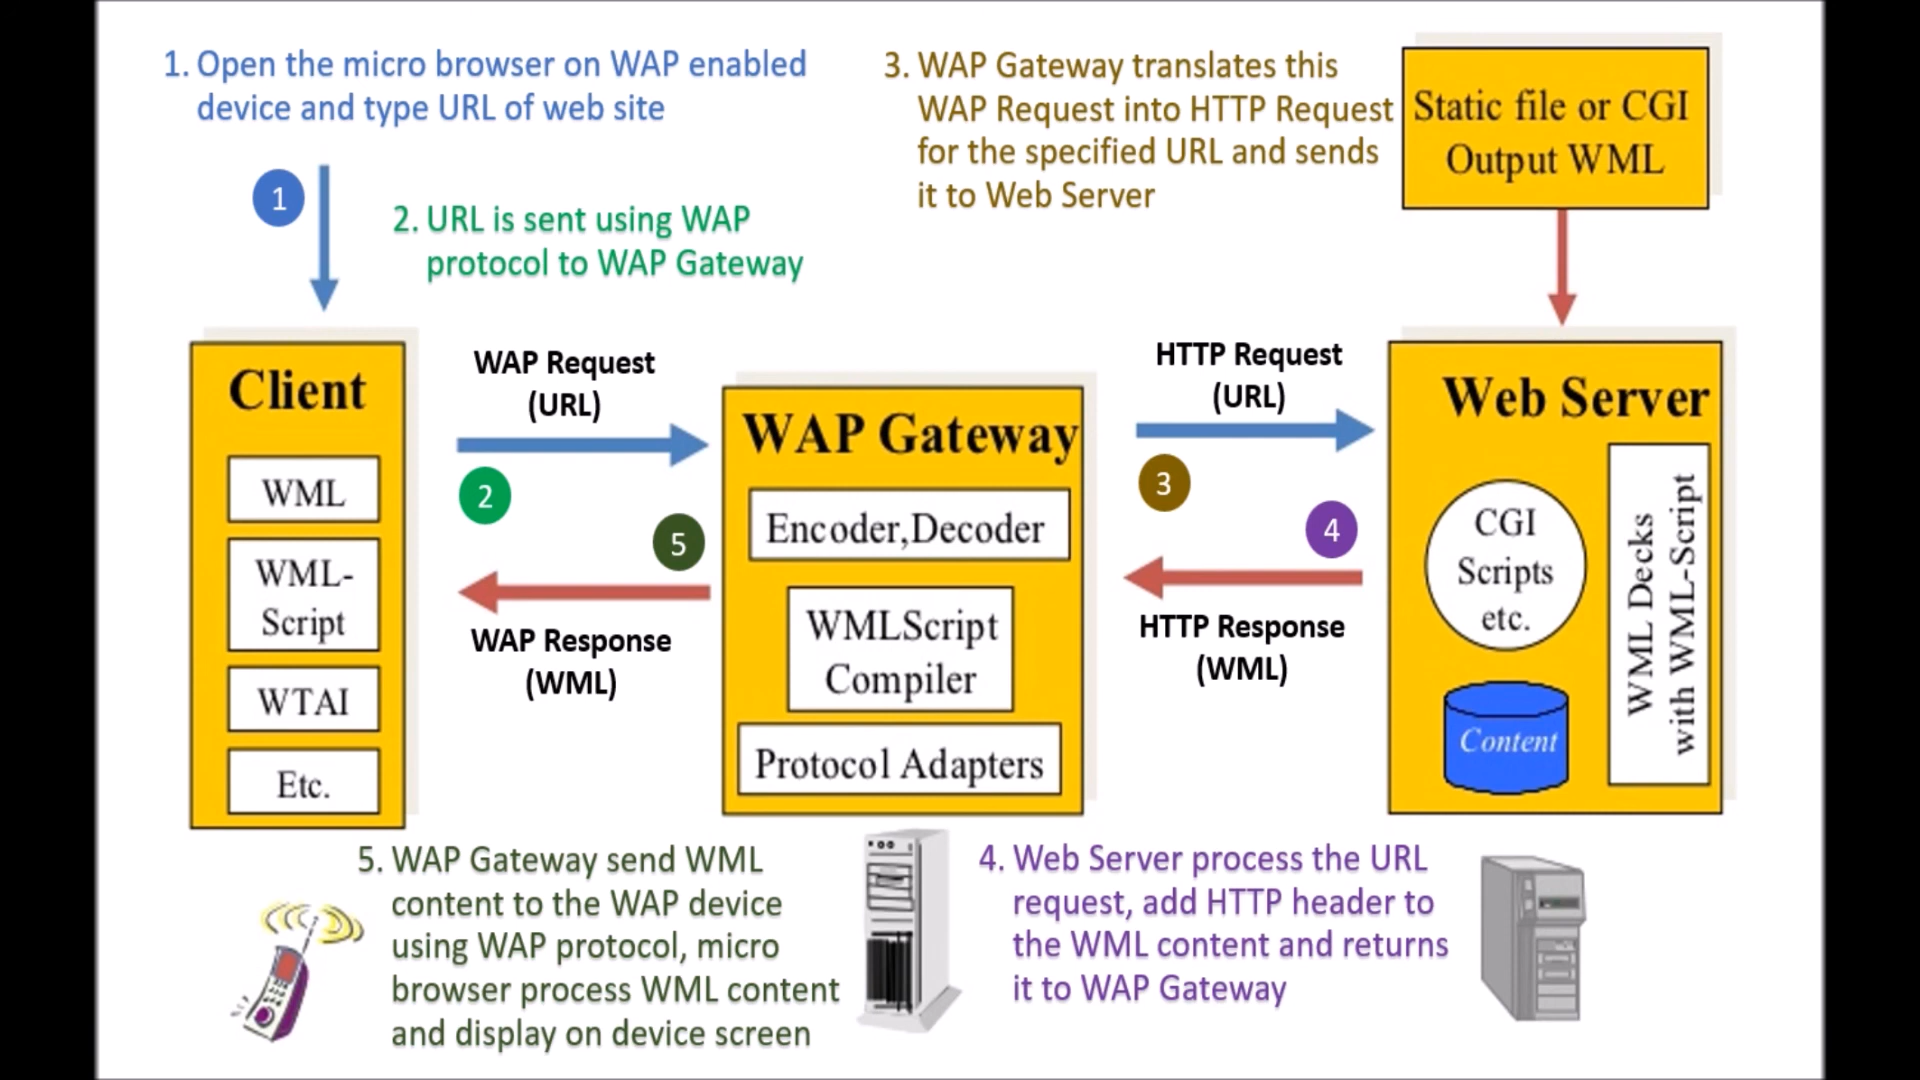 1. Open the micro browser on WAP enabled
device and type URL of web site
1
2. URL is sent using WAP
protocol to WAP Gateway
3. WAP Gateway translates this
WAP Request into HTTP Request
for the specified URL and sends
it to Web Server
Static file or CGI
Output WML
Client
WML
WML-
Script
WTAI
Etc.
WAP Request
(URL)
2
5
WAP Response
(WML)
WAP Gateway
Encoder,Decoder
WMLScript
Compiler
Protocol Adapters
HTTP Request
(URL)
3
4
HTTP Response
(WML)
Web Server
CGI
Scripts
etc.
Content
WML Decks
with WML-Script
5. WAP Gateway send WML
content to the WAP device
using WAP protocol, micro
browser process WML content
and display on device screen
4. Web Server process the URL
request, add HTTP header to
the WML content and returns
it to WAP Gateway